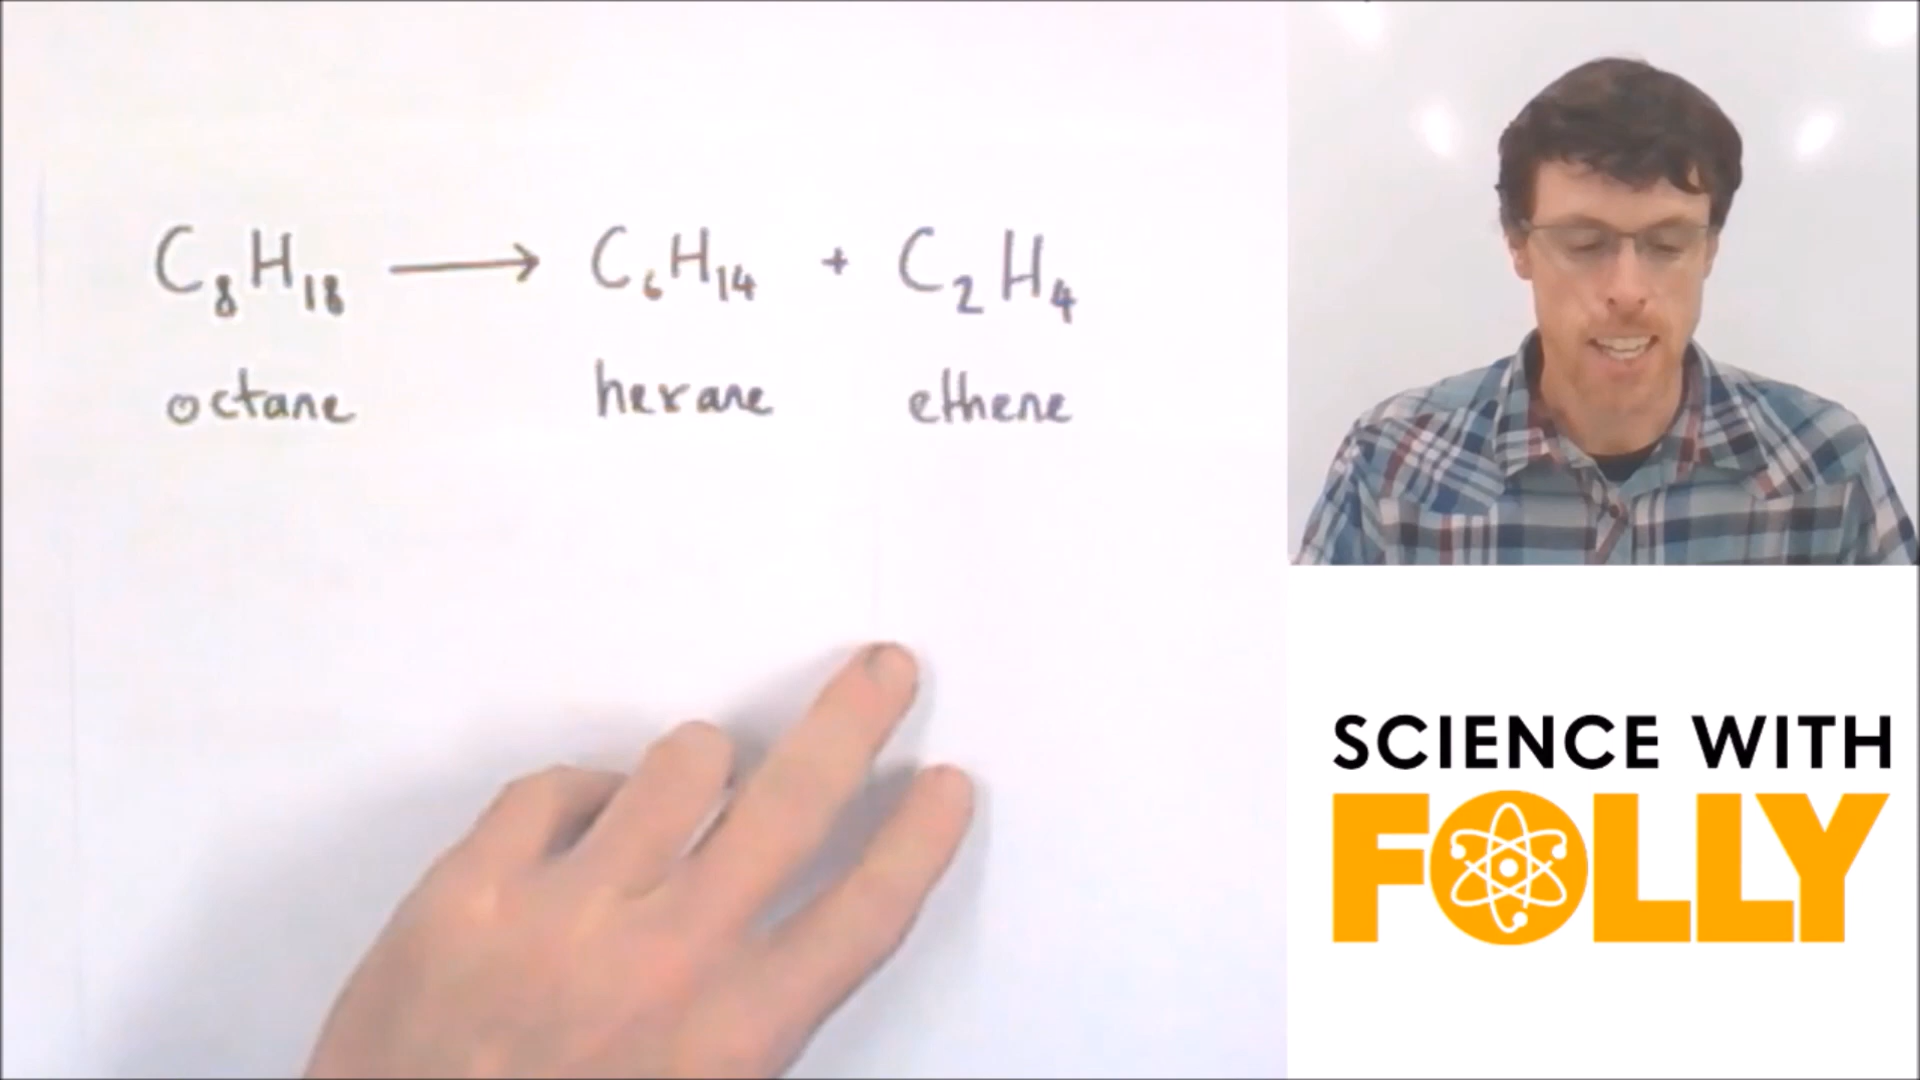 C₈H₁₈ → C₆H₁₄ + C₂H₄
octane hexane ethene
SCIENCE WITH
FOLLY